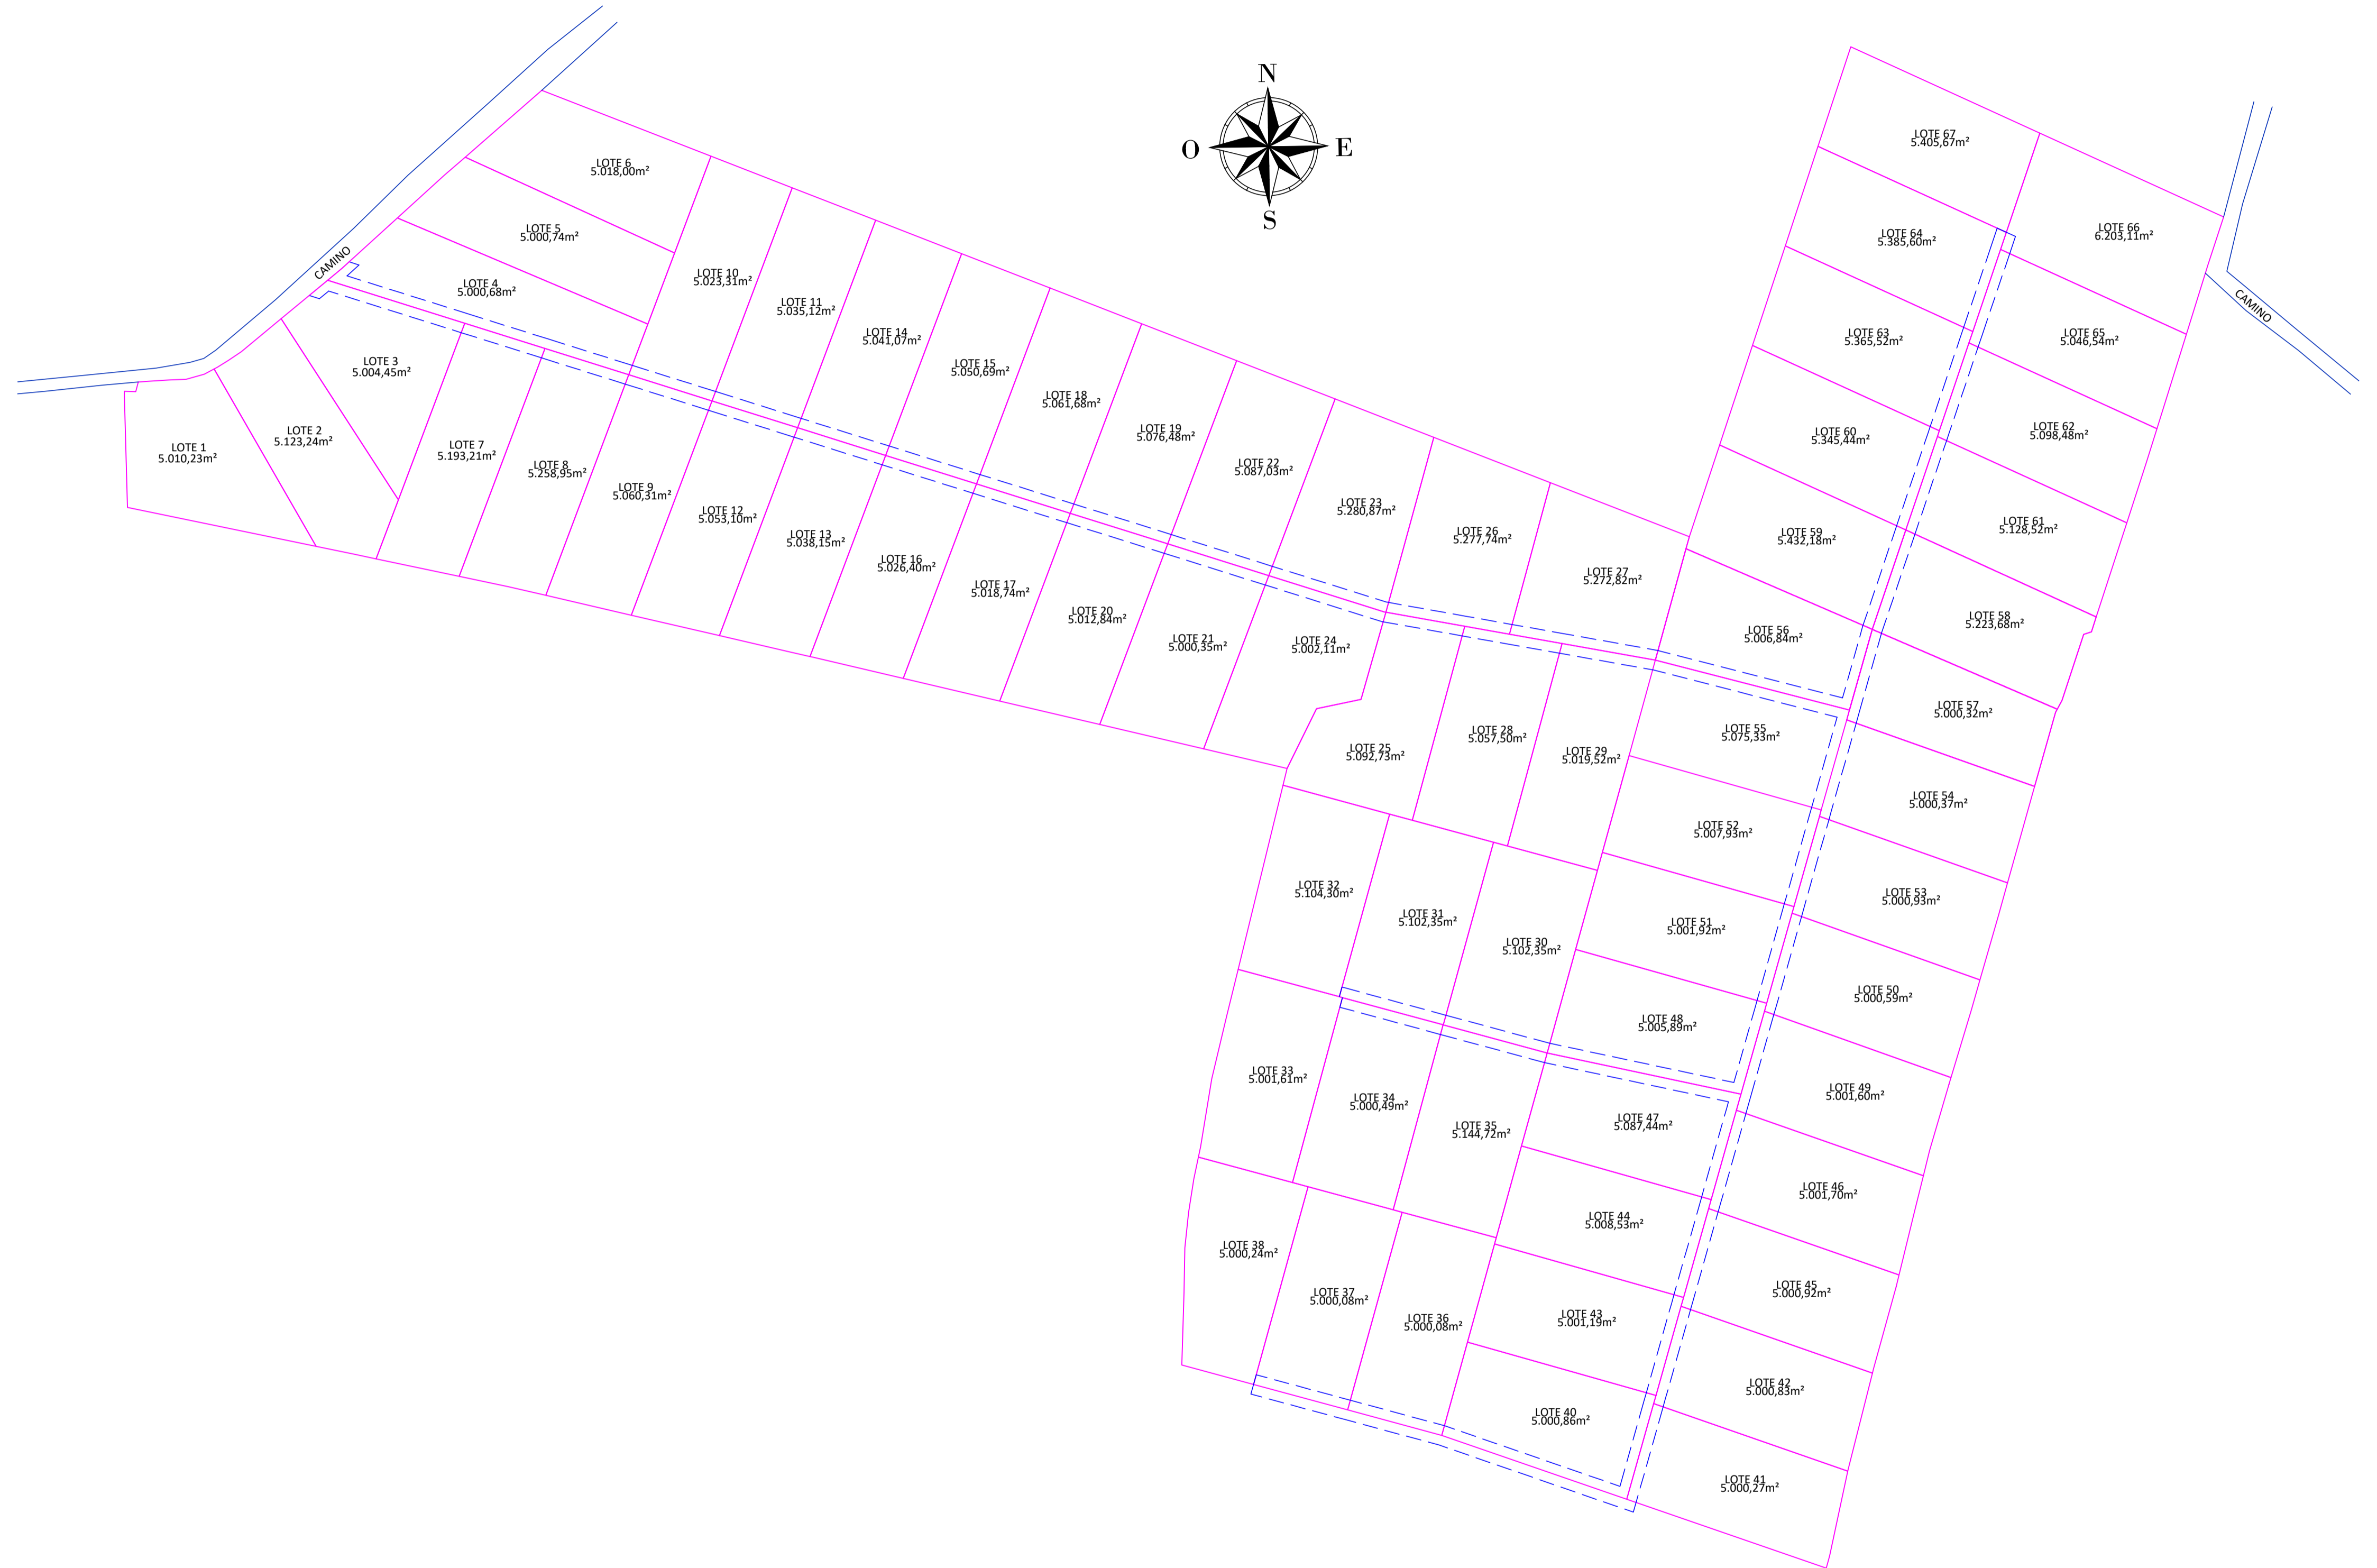 N
O
E
S
CAMINO
CAMINO
LOTE 1
5.010,23m²
LOTE 2
5.123,24m²
LOTE 3
5.004,45m²
LOTE 4
5.000,68m²
LOTE 5
5.000,74m²
LOTE 6
5.018,00m²
LOTE 7
5.193,21m²
LOTE 8
5.258,95m²
LOTE 9
5.060,31m²
LOTE 10
5.023,31m²
LOTE 11
5.035,12m²
LOTE 12
5.053,10m²
LOTE 13
5.038,15m²
LOTE 14
5.041,07m²
LOTE 15
5.050,69m²
LOTE 16
5.026,40m²
LOTE 17
5.018,74m²
LOTE 18
5.061,68m²
LOTE 19
5.076,48m²
LOTE 20
5.012,84m²
LOTE 21
5.000,35m²
LOTE 22
5.087,03m²
LOTE 23
5.280,87m²
LOTE 24
5.002,11m²
LOTE 25
5.092,73m²
LOTE 26
5.277,74m²
LOTE 27
5.272,82m²
LOTE 28
5.057,50m²
LOTE 29
5.019,52m²
LOTE 30
5.102,35m²
LOTE 31
5.102,35m²
LOTE 32
5.104,30m²
LOTE 33
5.001,61m²
LOTE 34
5.000,49m²
LOTE 35
5.144,72m²
LOTE 36
5.000,08m²
LOTE 37
5.000,08m²
LOTE 38
5.000,24m²
LOTE 40
5.000,86m²
LOTE 41
5.000,27m²
LOTE 42
5.000,83m²
LOTE 43
5.001,19m²
LOTE 44
5.008,53m²
LOTE 45
5.000,92m²
LOTE 46
5.001,70m²
LOTE 47
5.087,44m²
LOTE 48
5.005,89m²
LOTE 49
5.001,60m²
LOTE 50
5.000,59m²
LOTE 51
5.001,92m²
LOTE 52
5.007,93m²
LOTE 53
5.000,93m²
LOTE 54
5.000,37m²
LOTE 55
5.075,33m²
LOTE 56
5.006,84m²
LOTE 57
5.000,32m²
LOTE 58
5.223,68m²
LOTE 59
5.432,18m²
LOTE 60
5.345,44m²
LOTE 61
5.128,52m²
LOTE 62
5.098,48m²
LOTE 63
5.365,52m²
LOTE 64
5.385,60m²
LOTE 65
5.046,54m²
LOTE 66
6.203,11m²
LOTE 67
5.405,67m²